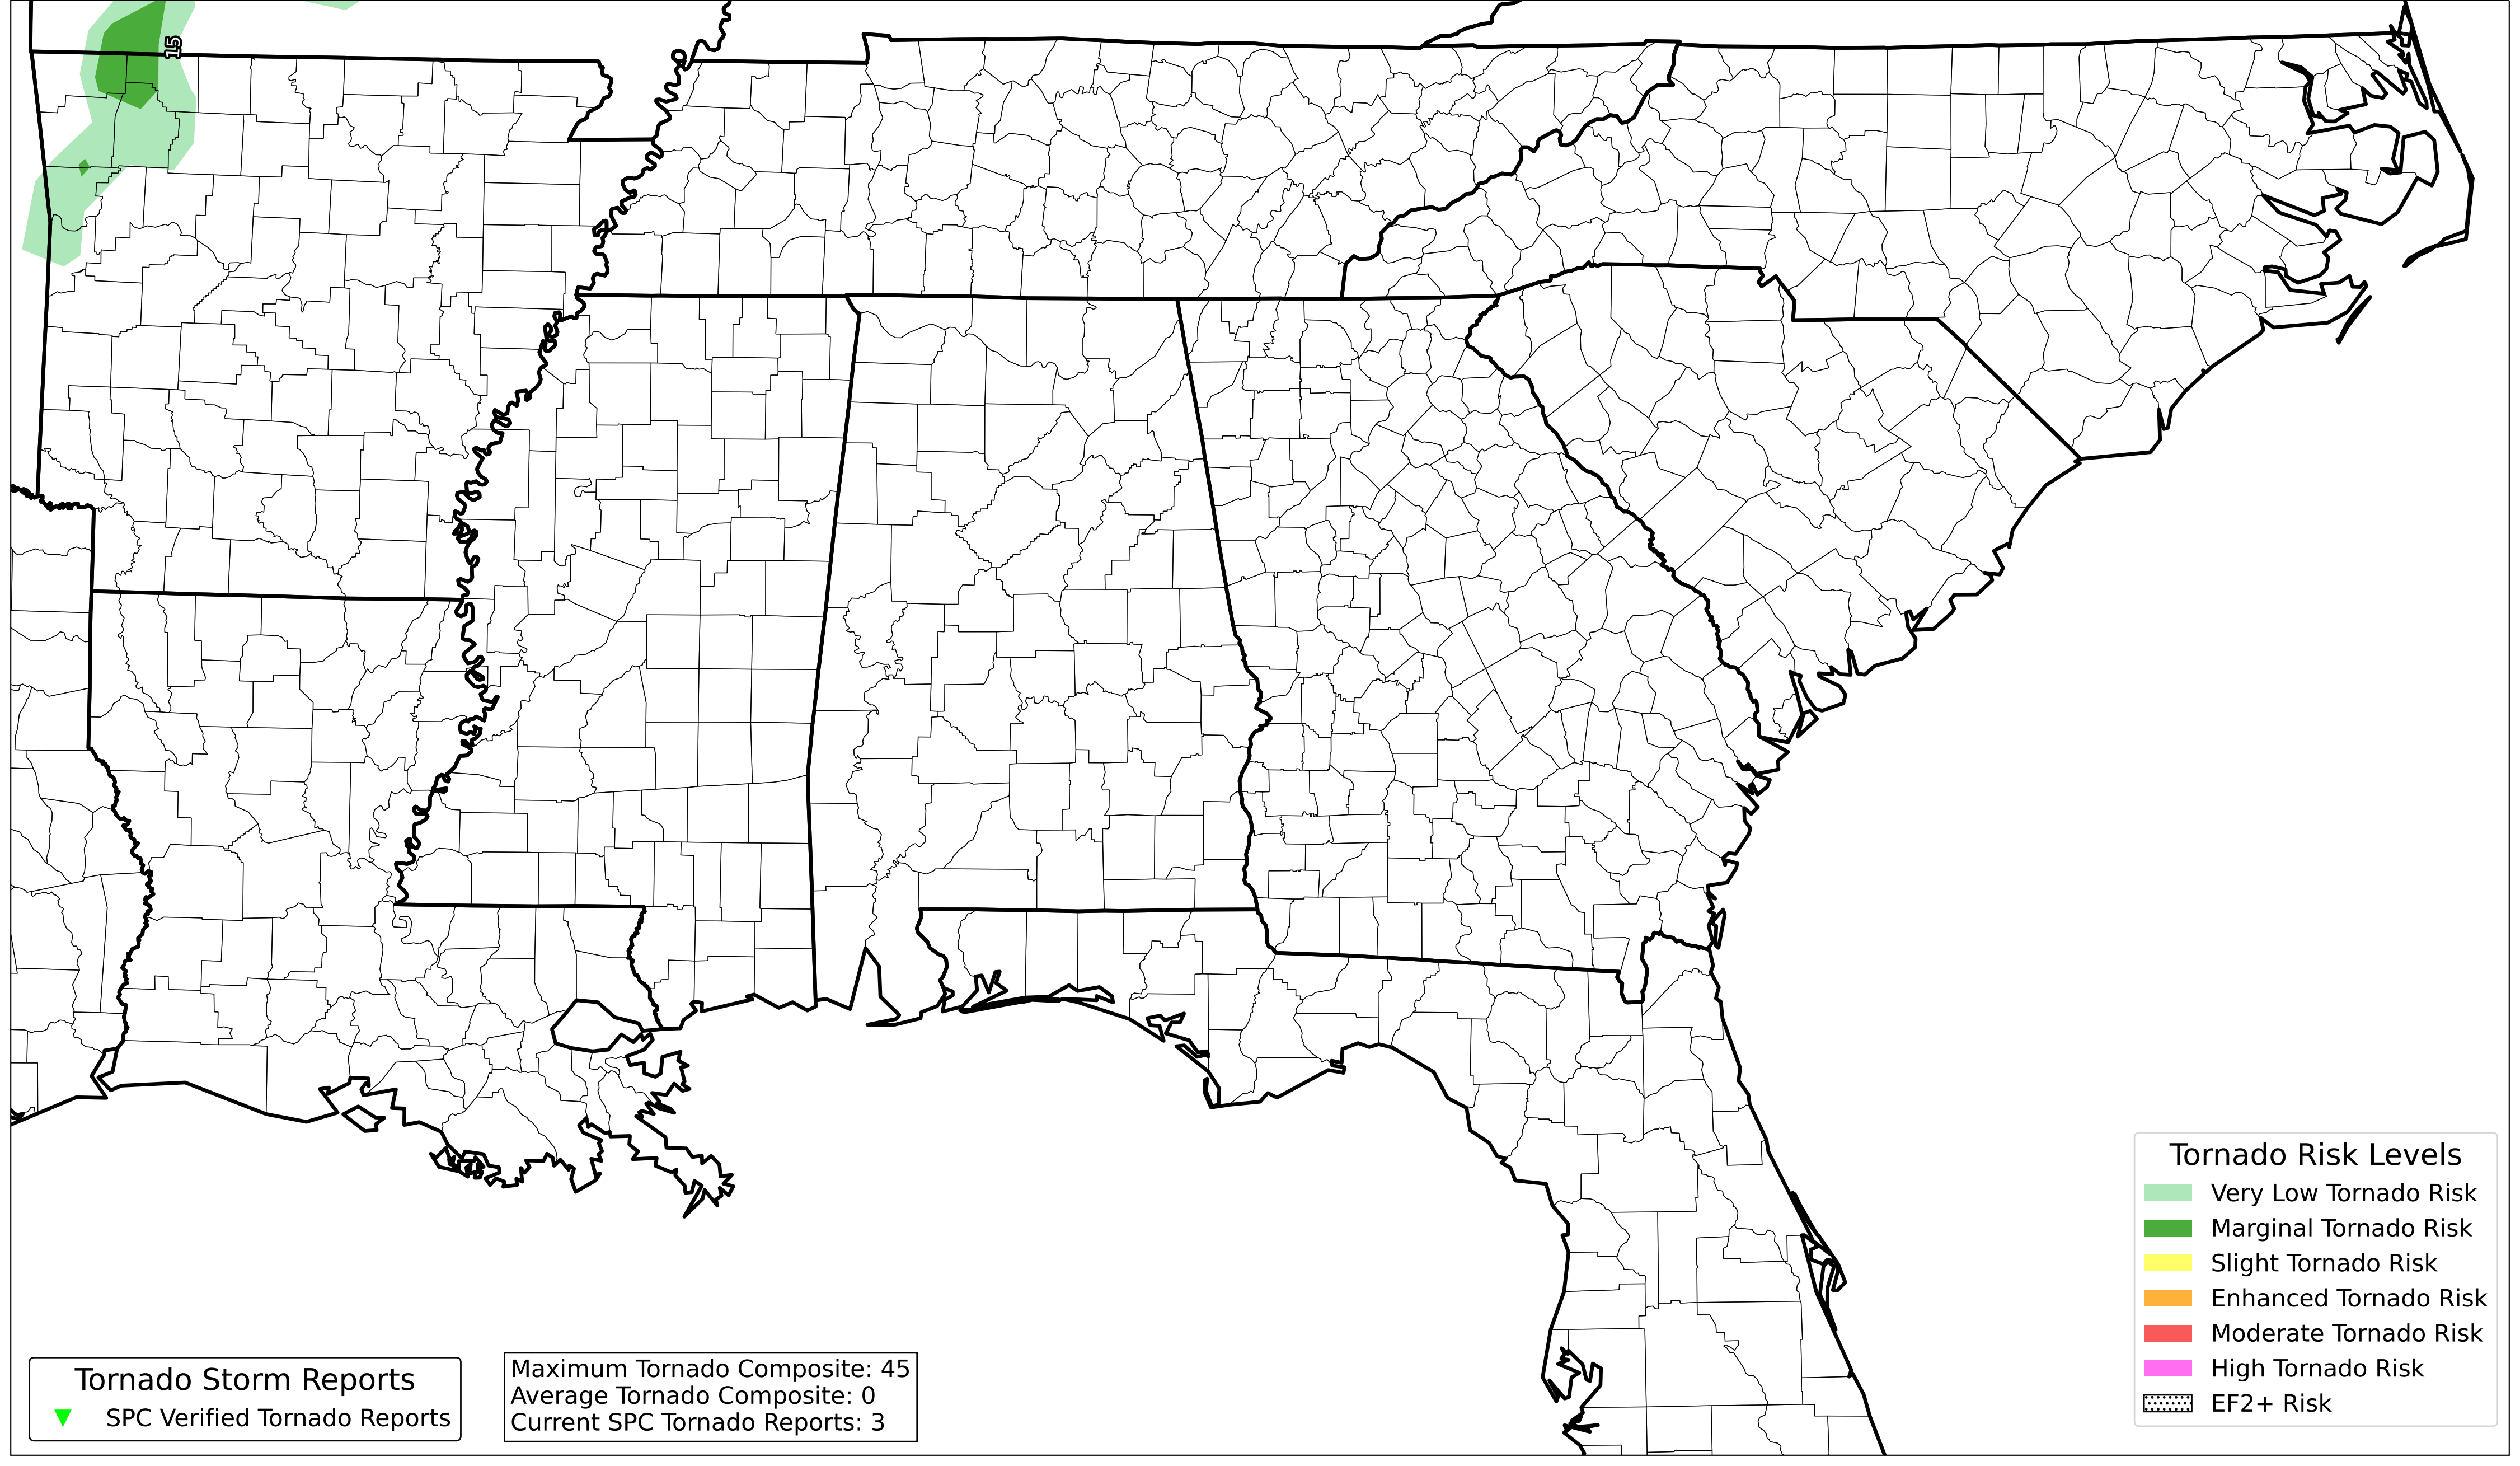 15
Tornado Risk Levels
Very Low Tornado Risk
Marginal Tornado Risk
Slight Tornado Risk
Enhanced Tornado Risk
Moderate Tornado Risk
High Tornado Risk
EF2+ Risk
Tornado Storm Reports
SPC Verified Tornado Reports
Maximum Tornado Composite: 45
Average Tornado Composite: 0
Current SPC Tornado Reports: 3